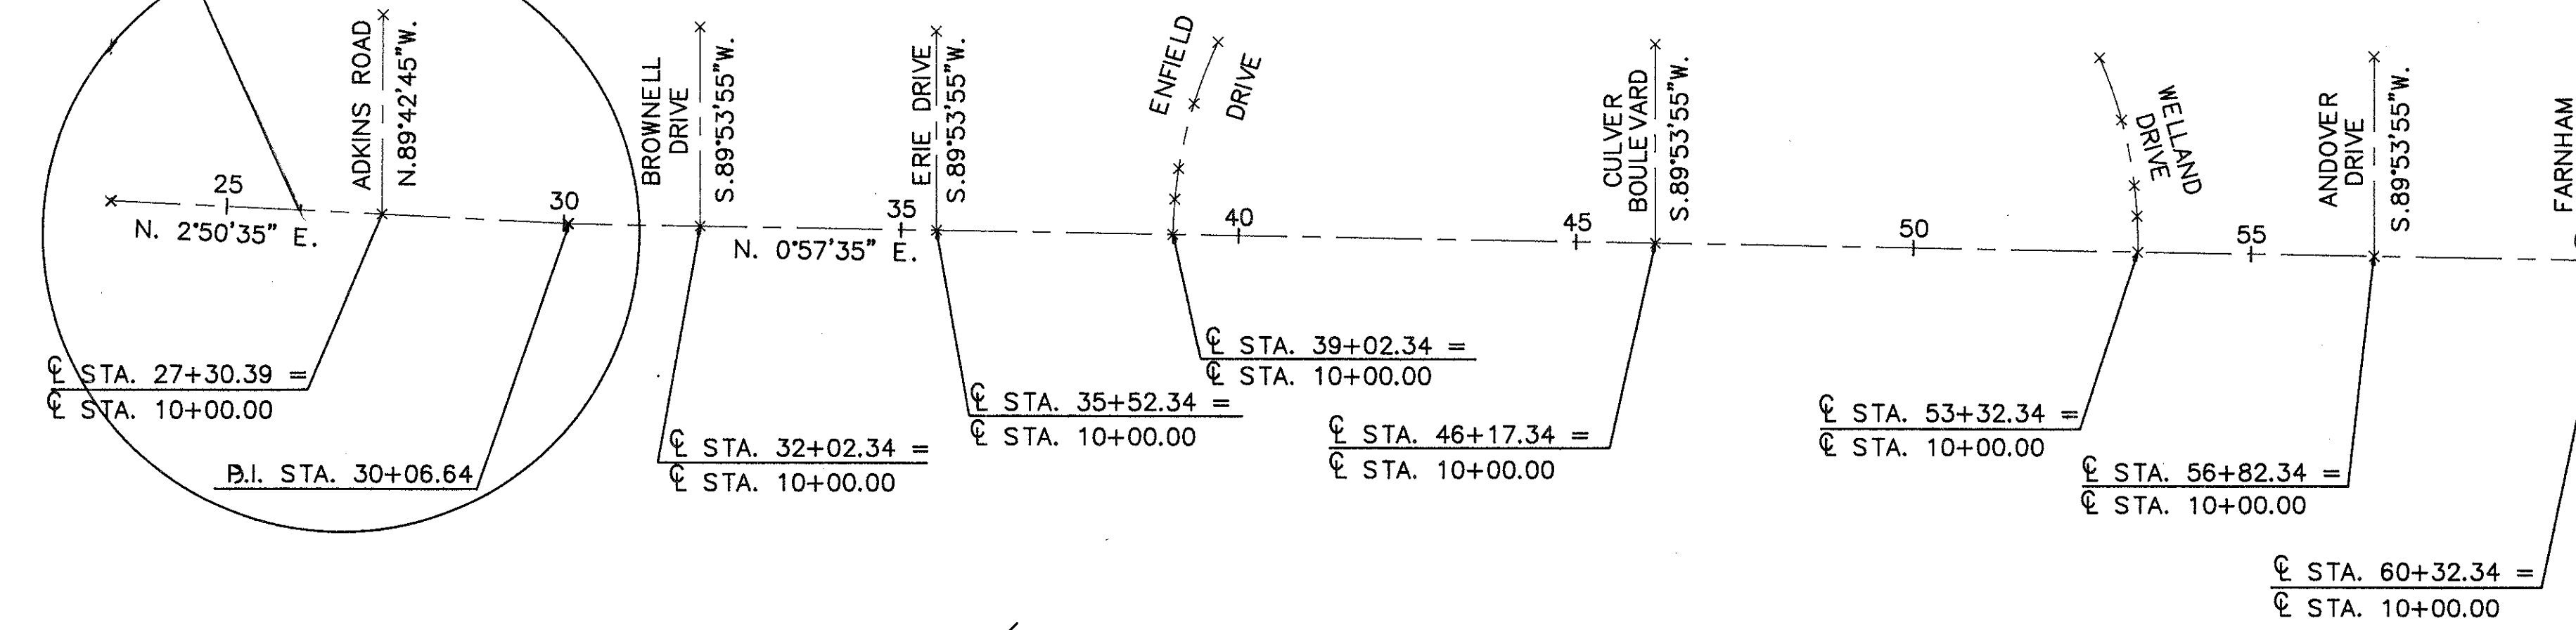 ADKINS ROAD
N.89°42'45"W.
BROWNELL
DRIVE
S.89°53'55"W.
ERIE DRIVE
S.89°53'55"W.
ENFIELD
DRIVE
CULVER
BOULEVARD
S.89°53'55"W.
WELLAND
DRIVE
ANDOVER
DRIVE
S.89°53'55"W.
FARNHAM
25
30
35
40
45
50
55
N. 2°50'35" E.
N. 0°57'35" E.
℄ STA. 27+30.39 =
℄ STA. 10+00.00
P.I. STA. 30+06.64
℄ STA. 32+02.34 =
℄ STA. 10+00.00
℄ STA. 35+52.34 =
℄ STA. 10+00.00
℄ STA. 39+02.34 =
℄ STA. 10+00.00
℄ STA. 46+17.34 =
℄ STA. 10+00.00
℄ STA. 53+32.34 =
℄ STA. 10+00.00
℄ STA. 56+82.34 =
℄ STA. 10+00.00
℄ STA. 60+32.34 =
℄ STA. 10+00.00